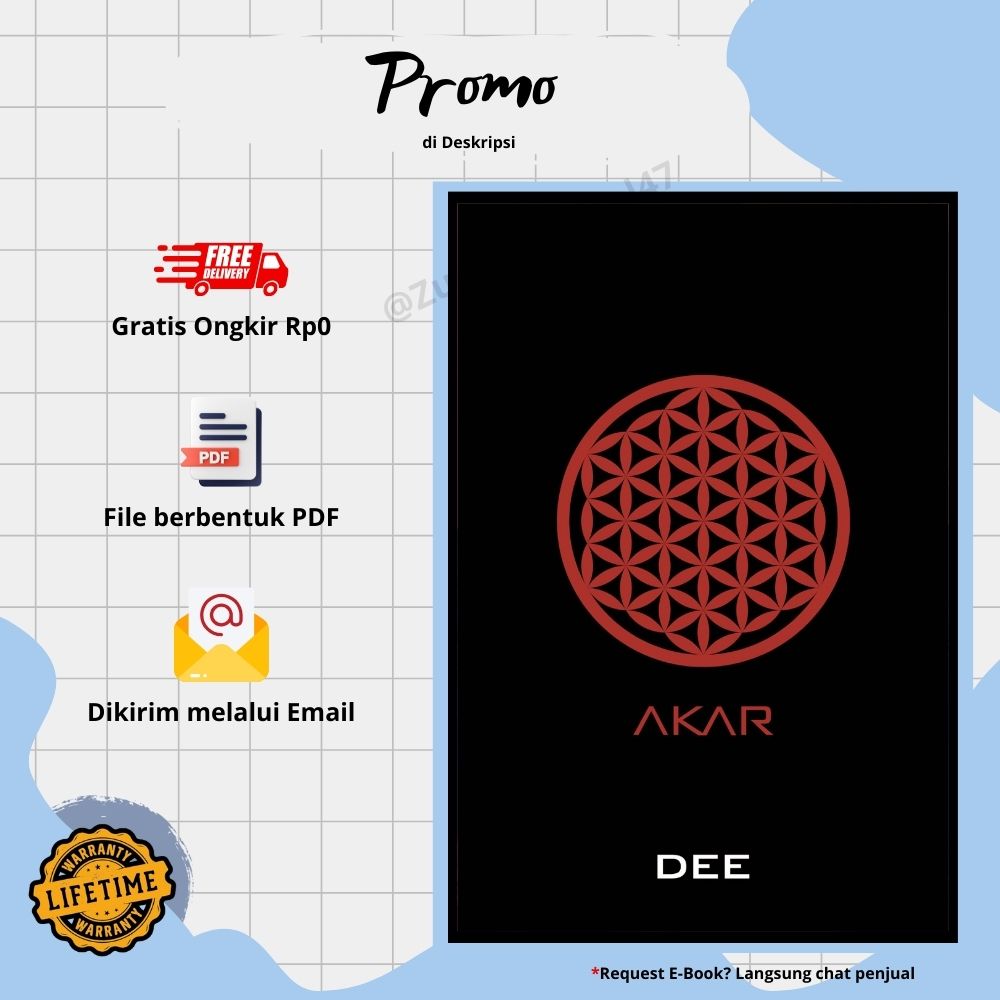 Promo
di Deskripsi
FREE
DELIVERY
Gratis Ongkir Rp0
PDF
File berbentuk PDF
@
Dikirim melalui Email
WARRANTY
LIFETIME
WARRANTY
AKAR
DEE
*Request E-Book? Langsung chat penjual